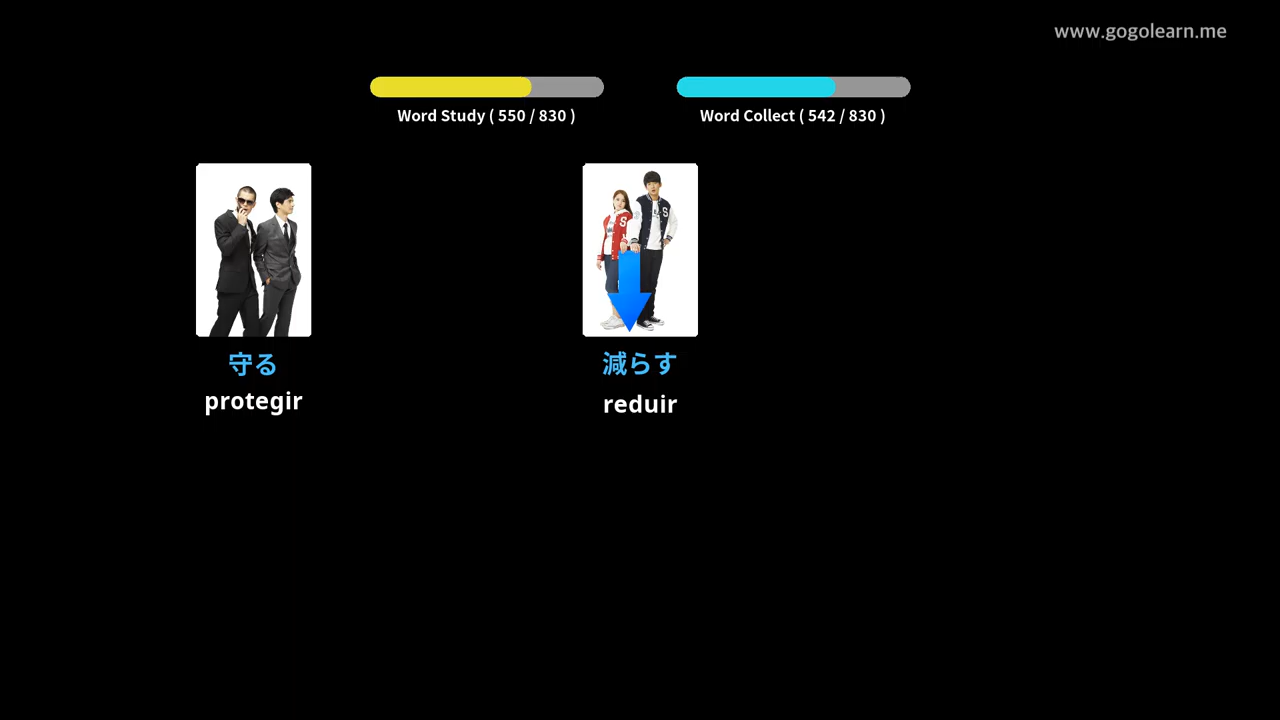 www.gogolearn.me
Word Study ( 550 / 830 )
Word Collect ( 542 / 830 )
守る
protegir
減らす
reduir